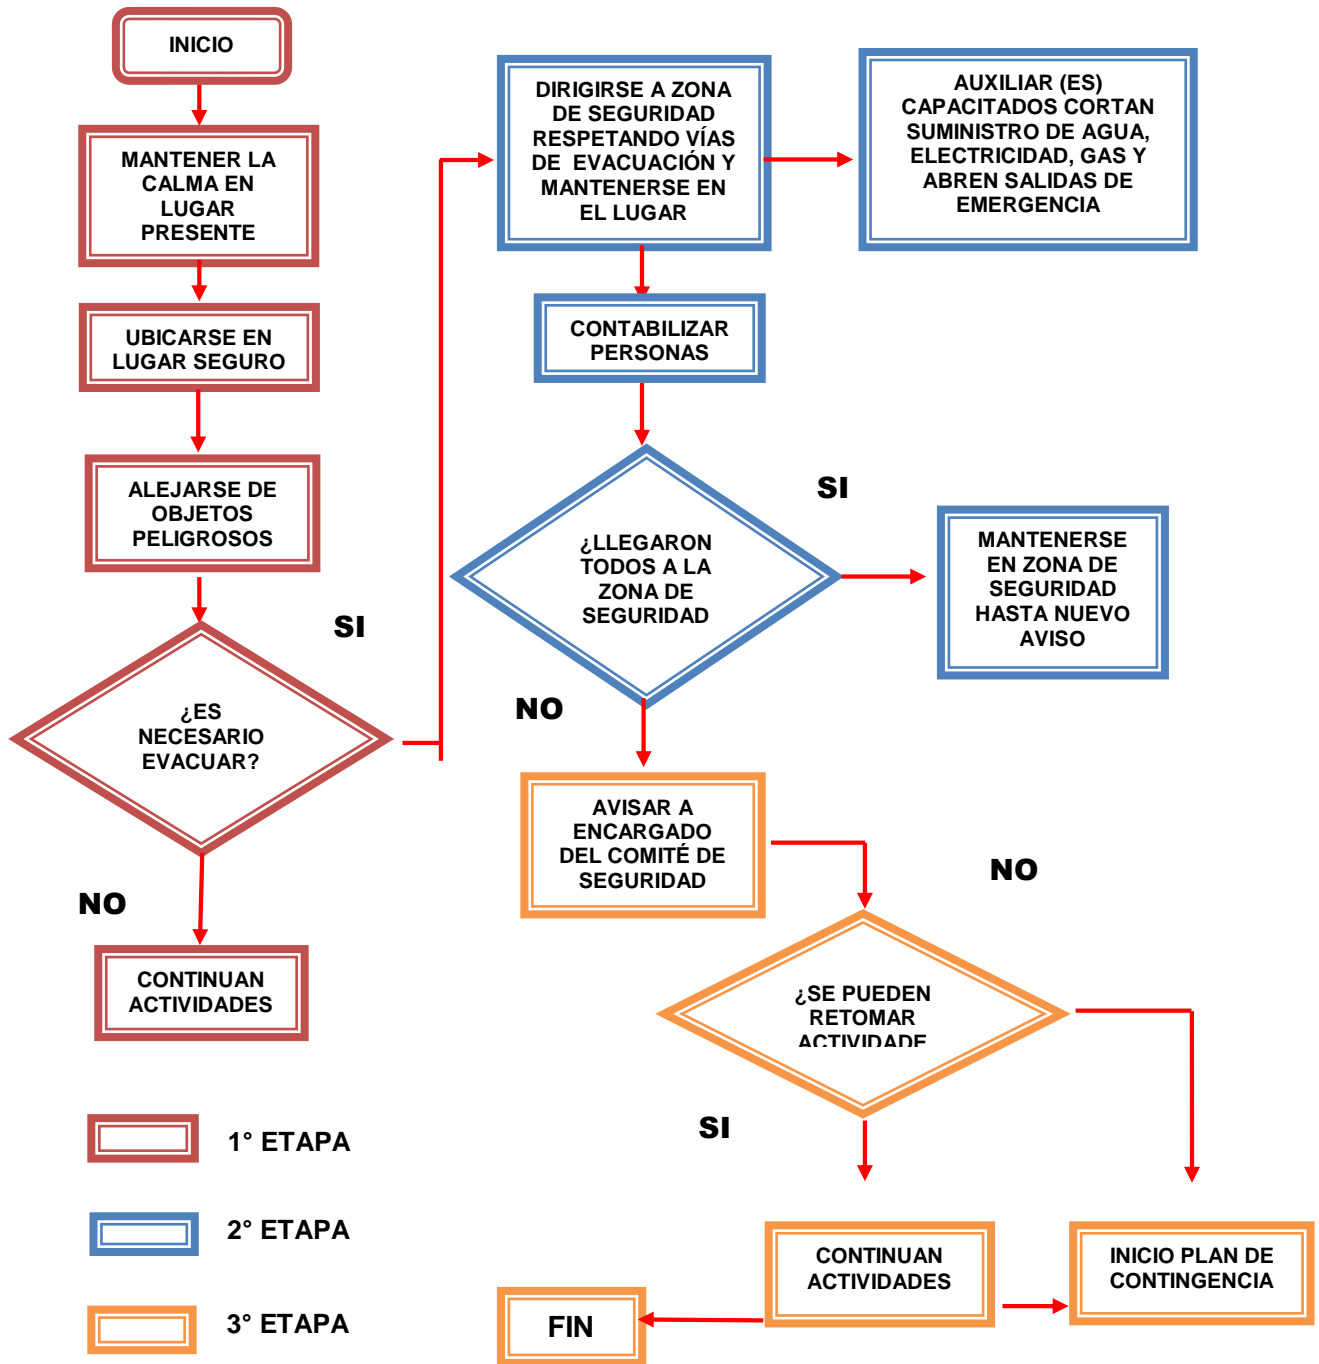 INICIO
MANTENER LA
CALMA EN
LUGAR
PRESENTE
UBICARSE EN
LUGAR SEGURO
ALEJARSE DE
OBJETOS
PELIGROSOS
SI
¿ES
NECESARIO
EVACUAR?
NO
CONTINUAN
ACTIVIDADES
DIRIGIRSE A ZONA
DE SEGURIDAD
RESPETANDO VÍAS
DE EVACUACIÓN Y
MANTENERSE EN
EL LUGAR
AUXILIAR (ES)
CAPACITADOS CORTAN
SUMINISTRO DE AGUA,
ELECTRICIDAD, GAS Y
ABREN SALIDAS DE
EMERGENCIA
CONTABILIZAR
PERSONAS
¿LLEGARON
TODOS A LA
ZONA DE
SEGURIDAD
SI
MANTENERSE
EN ZONA DE
SEGURIDAD
HASTA NUEVO
AVISO
NO
AVISAR A
ENCARGADO
DEL COMITÉ DE
SEGURIDAD
NO
¿SE PUEDEN
RETOMAR
ACTIVIDADE
SI
CONTINUAN
ACTIVIDADES
INICIO PLAN DE
CONTINGENCIA
FIN
1° ETAPA
2° ETAPA
3° ETAPA